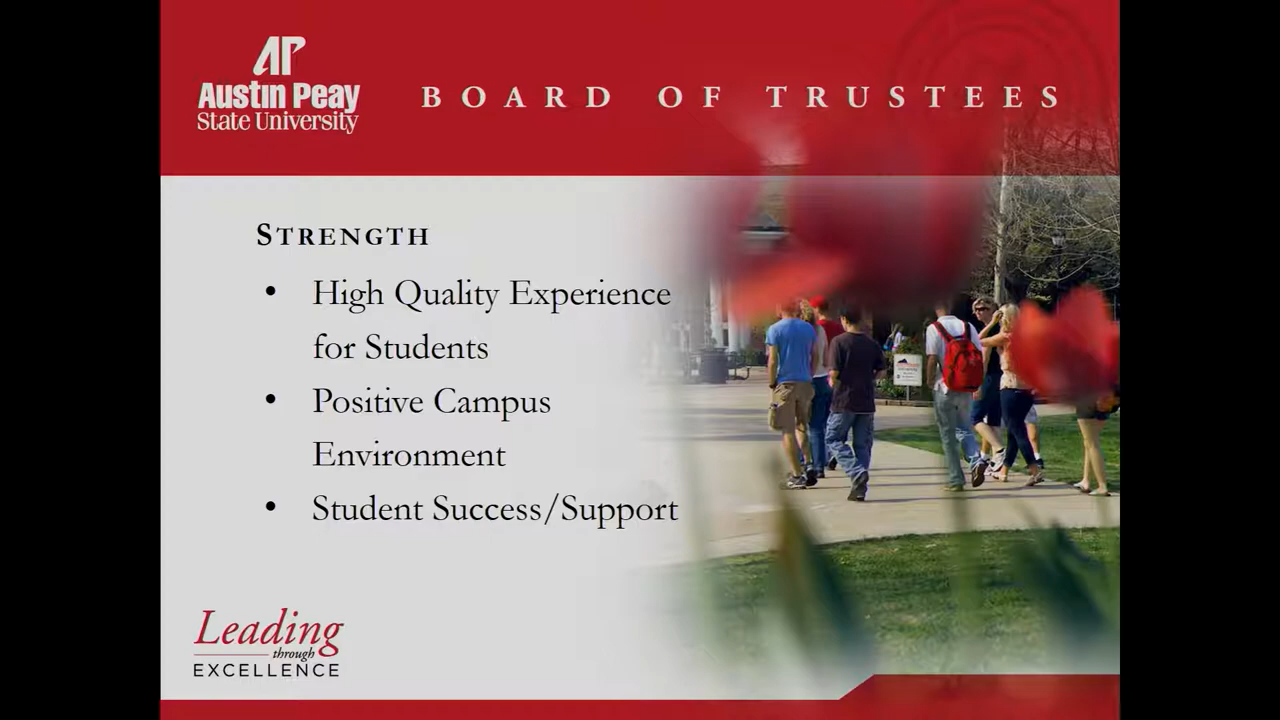 AP
Austin Peay
State University
BOARD OF TRUSTEES
STRENGTH
• High Quality Experience
for Students
• Positive Campus
Environment
• Student Success/Support
Leading
through
EXCELLENCE